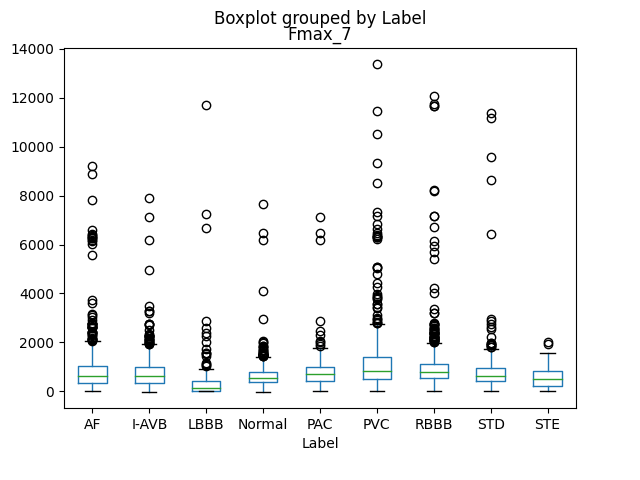 Boxplot grouped by Label
Fmax_7
14000
12000
10000
8000
6000
4000
2000
0
AF I-AVB LBBB Normal PAC PVC RBBB STD STE
Label